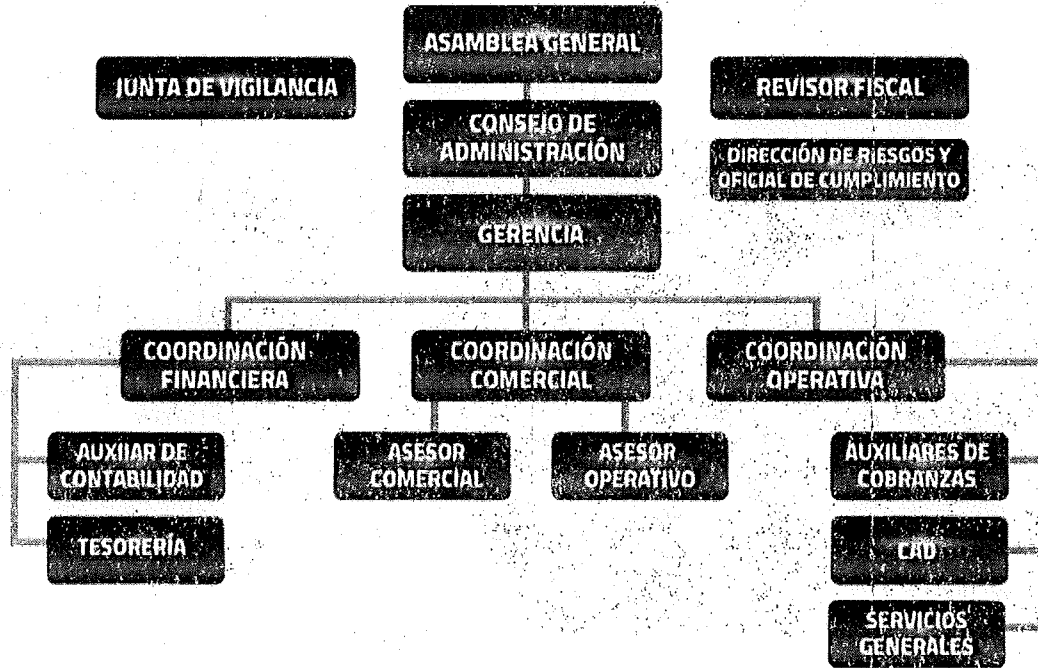 ASAMBLEA GENERAL
JUNTA DE VIGILANCIA
REVISOR FISCAL
CONSEJO DE
ADMINISTRACIÓN
DIRECCIÓN DE RIESGOS Y
OFICIAL DE CUMPLIMIENTO
GERENCIA
COORDINACIÓN
FINANCIERA
COORDINACIÓN
COMERCIAL
COORDINACIÓN
OPERATIVA
AUXIIAR DE
CONTABILIDAD
ASESOR
COMERCIAL
ASESOR
OPERATIVO
AUXILIARES DE
COBRANZAS
TESORERÍA
CAD
SERVICIOS
GENERALES